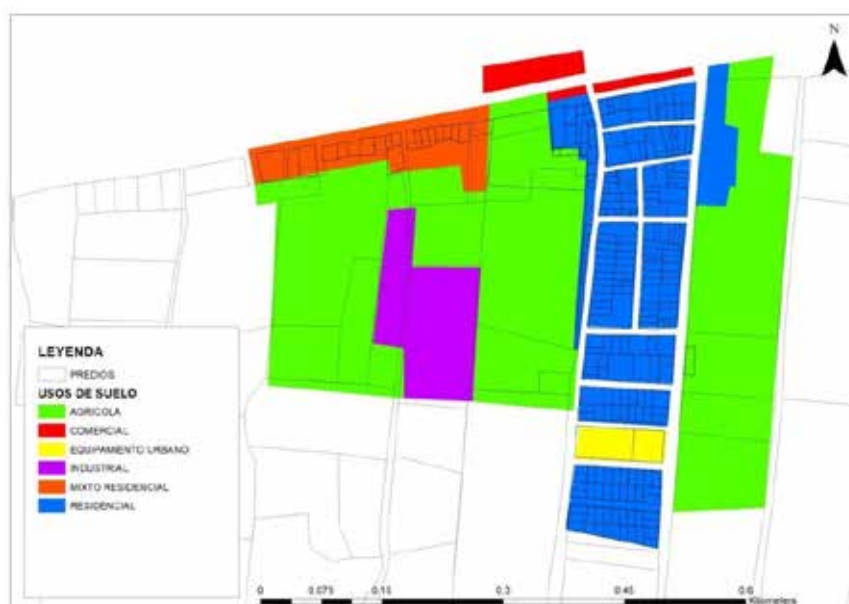 N
LEYENDA
PREDIOS
USOS DE SUELO
AGRICOLA
COMERCIAL
EQUIPAMIENTO URBANO
INDUSTRIAL
MIXTO RESIDENCIAL
RESIDENCIAL
0 0.075 0.15 0.3 0.45 0.6
Kilometers